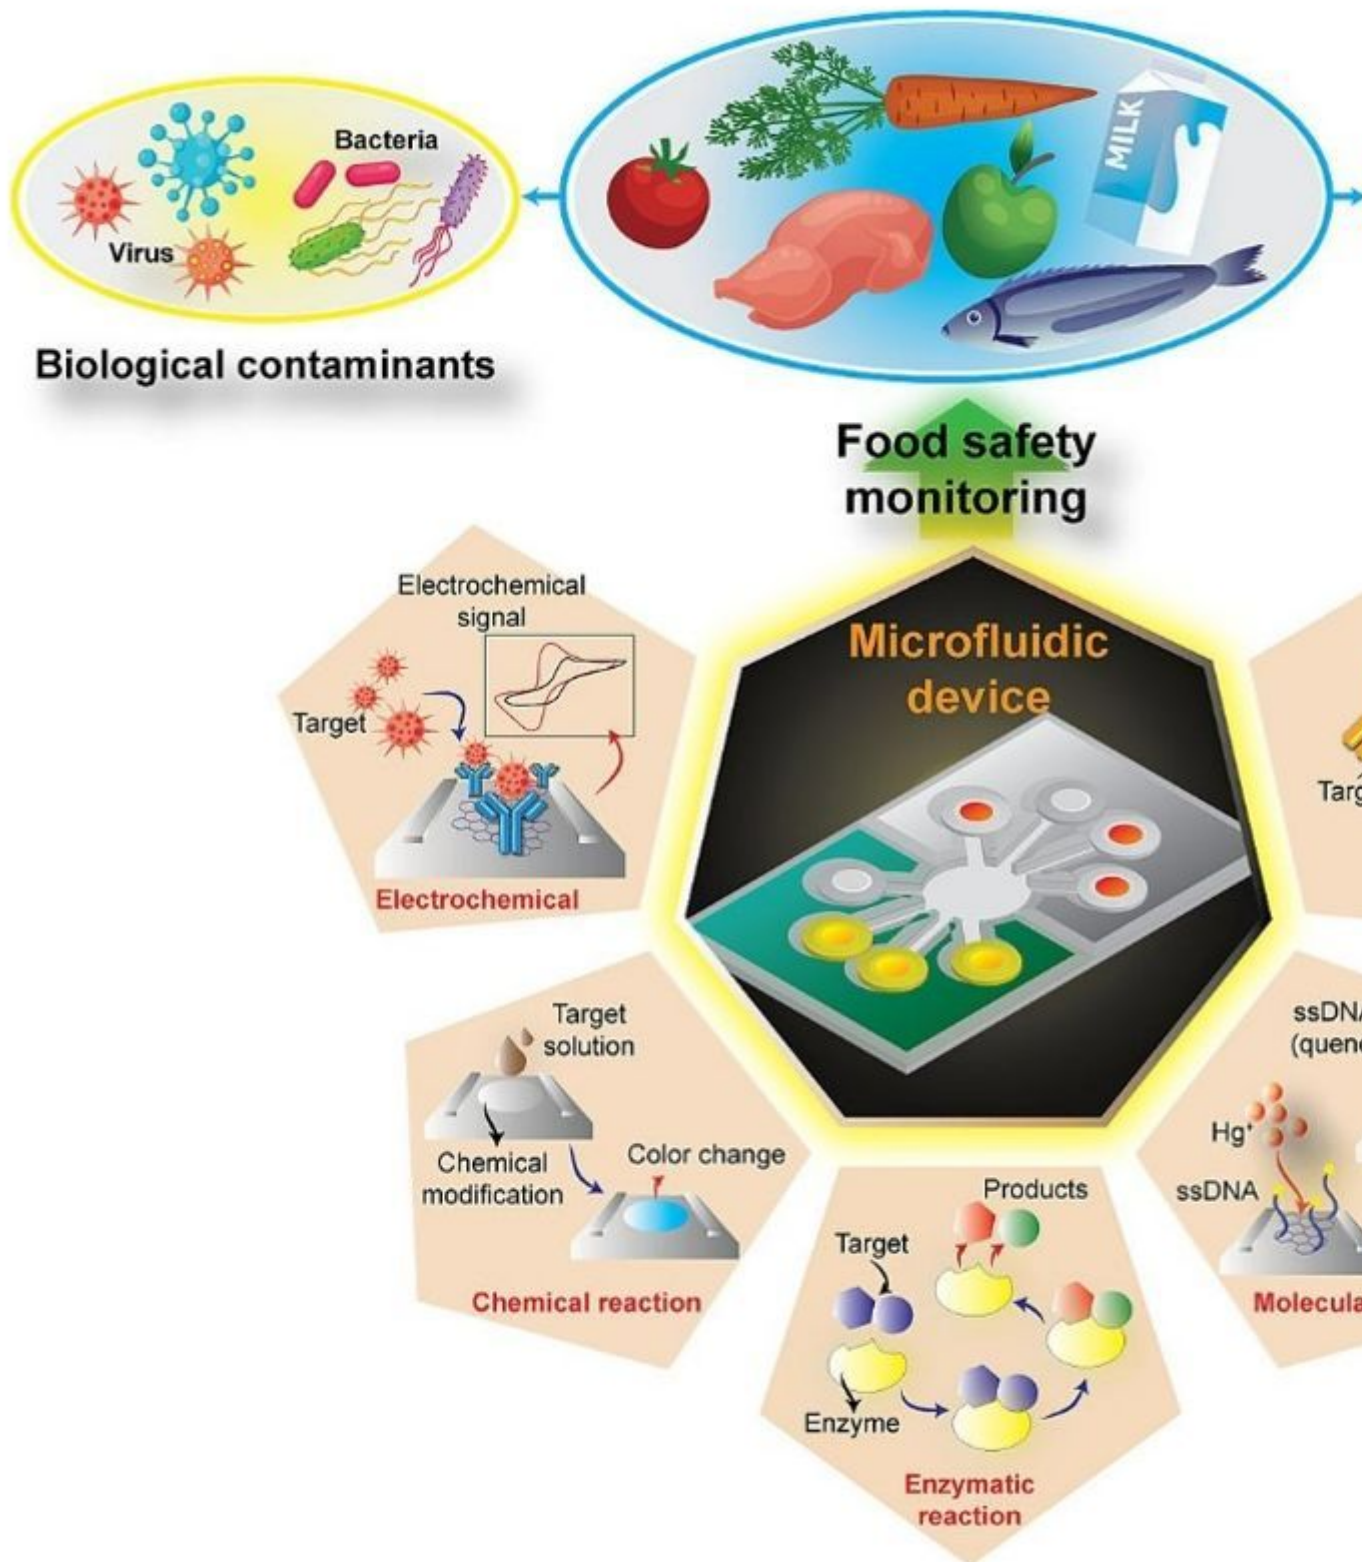 Bacteria
Virus
MILK
Biological contaminants
Food safety
monitoring
Electrochemical
signal
Target
Electrochemical
Microfluidic
device
Target
solution
Chemical
modification
Color change
Chemical reaction
Products
Target
Enzyme
Enzymatic
reaction
Hg⁺
ssDNA